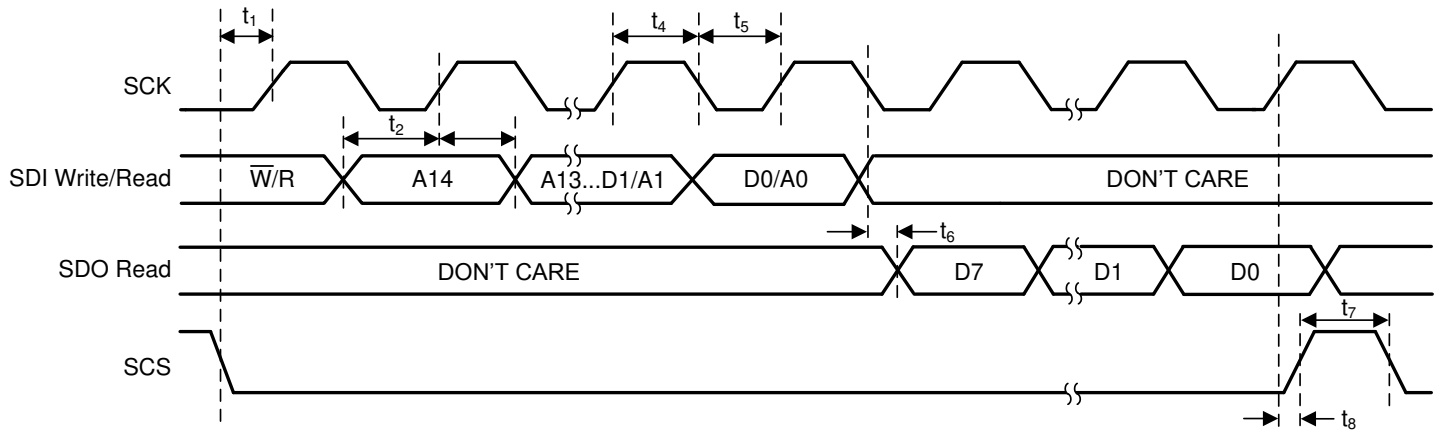 t₁
t₄
t₅
SCK
t₂
SDI Write/Read
W̅/R
A14
A13...D1/A1
D0/A0
DON'T CARE
t₆
SDO Read
DON'T CARE
D7
D1
D0
t₇
SCS
t₈